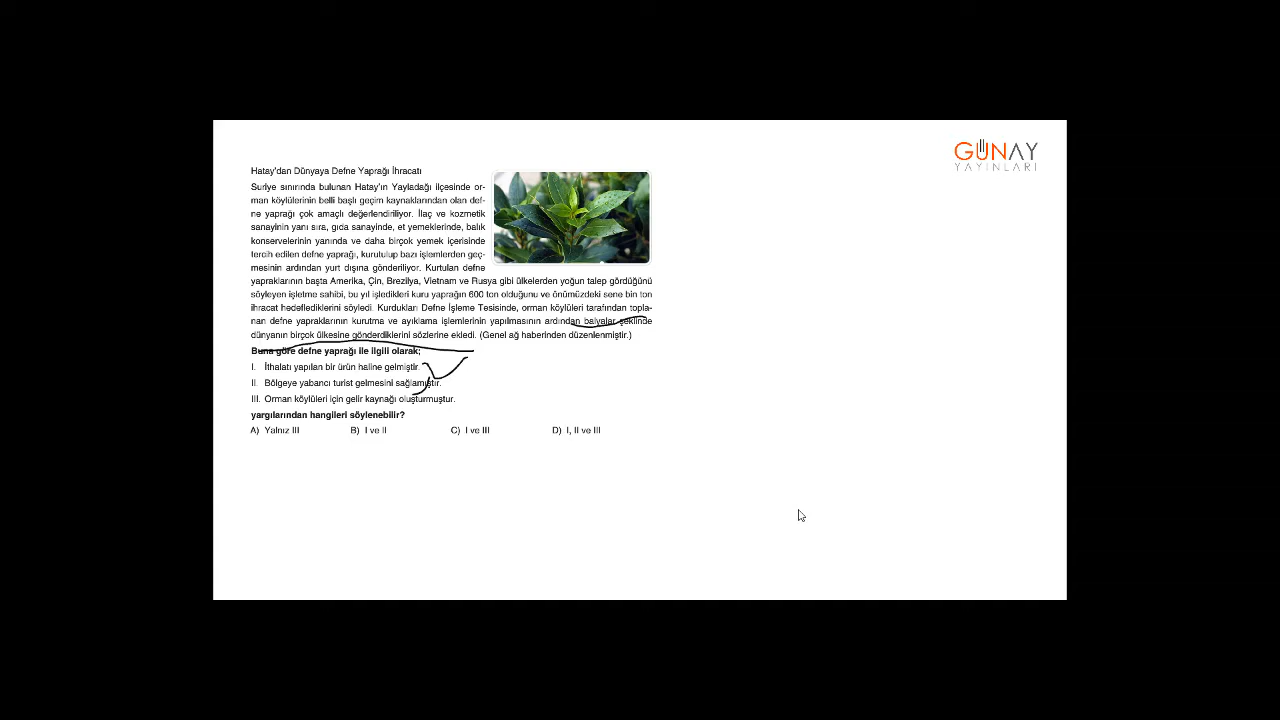 GÜNAY
YAYINLARI
Hatay'dan Dünyaya Defne Yaprağı İhracatı
Suriye sınırında bulunan Hatay'ın Yayladağı ilçesinde or-
man köylülerinin belli başlı geçim kaynaklarından olan def-
ne yaprağı çok amaçlı değerlendiriliyor. İlaç ve kozmetik
sanayinin yanı sıra, gıda sanayinde, et yemeklerinde, balık
konservelerinin yanında ve daha birçok yemek içerisinde
tercih edilen defne yaprağı, kurutulup bazı işlemlerden geç-
mesinin ardından yurt dışına gönderiliyor. Kurtulan defne
yapraklarının başta Amerika, Çin, Brezilya, Vietnam ve Rusya gibi ülkelerden yoğun talep gördüğünü
söyleyen işletme sahibi, bu yıl işledikleri kuru yaprağın 600 ton olduğunu ve önümüzdeki sene bin ton
ihracat hedeflediklerini söyledi. Kurdukları Defne İşleme Tesisinde, orman köylüleri tarafından topla-
nan defne yapraklarının kurutma ve ayıklama işlemlerinin yapılmasının ardından balyalar şeklinde
dünyanın birçok ülkesine gönderdiklerini sözlerine ekledi. (Genel ağ haberinden düzenlenmiştir.)
Buna göre defne yaprağı ile ilgili olarak;
I. İthalatı yapılan bir ürün haline gelmiştir.
II. Bölgeye yabancı turist gelmesini sağlamıştır.
III. Orman köylüleri için gelir kaynağı oluşturmuştur.
yargılarından hangileri söylenebilir?
A) Yalnız III B) I ve II C) I ve III D) I, II ve III